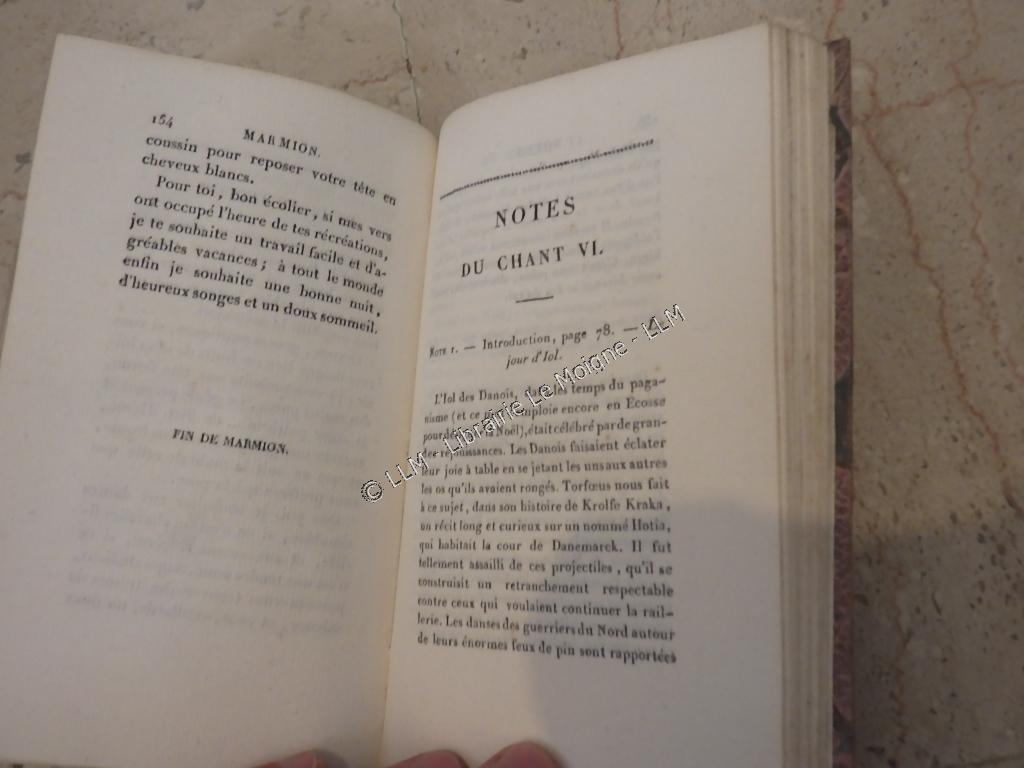 154 MARMION.
coussin pour reposer votre tête en
cheveux blancs.
Pour toi, bon écolier, si mes vers
ont occupé l'heure de tes récréations,
je te souhaite un travail facile et d'a-
gréables vacances; à tout le monde
enfin je souhaite une bonne nuit,
d'heureux songes et un doux sommeil.
FIN DE MARMION.
NOTES
DU CHANT VI.
NOTE 1. — Introduction, page 78. —
jour d'Iol.
L'Iol des Danois, dans les temps du paga-
nisme (et ce emploie encore en Ecosse
pour la Noël), était célébré par de gran-
des réjouissances. Les Danois faisaient éclater
leur joie à table en se jetant les uns aux autres
les os qu'ils avaient rongés. Torfœus nous fait
à ce sujet, dans son histoire de Krolfe Kraka,
un récit long et curieux sur un nommé Hotia,
qui habitait la cour de Danemarck. Il fut
tellement assailli de ces projectiles, qu'il se
construisit un retranchement respectable
contre ceux qui voulaient continuer la rail-
lerie. Les danses des guerriers du Nord autour
de leurs énormes feux de pin sont rapportées
© LLM - Librairie Le Moigne - LLM